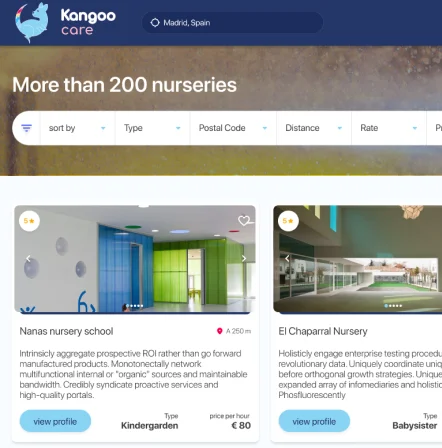 Kangoo
care
Madrid, Spain
More than 200 nurseries
sort by
Type
Postal Code
Distance
Rate
5
5
Nanas nursery school
A 250 m
El Chaparral Nursery
Intrinsicly aggregate prospective ROI rather than go forward
manufactured products. Monotonectally network
multifunctional internal or "organic" sources and maintainable
bandwidth. Credibly syndicate proactive services and
high-quality portals.
Holisticly engage enterprise testing procedu
revolutionary data. Uniquely coordinate uniq
before orthogonal growth strategies. Unique
expanded array of infomediaries and holistic
Phosfluorescently
view profile
Type
Kindergarden
price per hour
€ 80
view profile
Type
Babysister